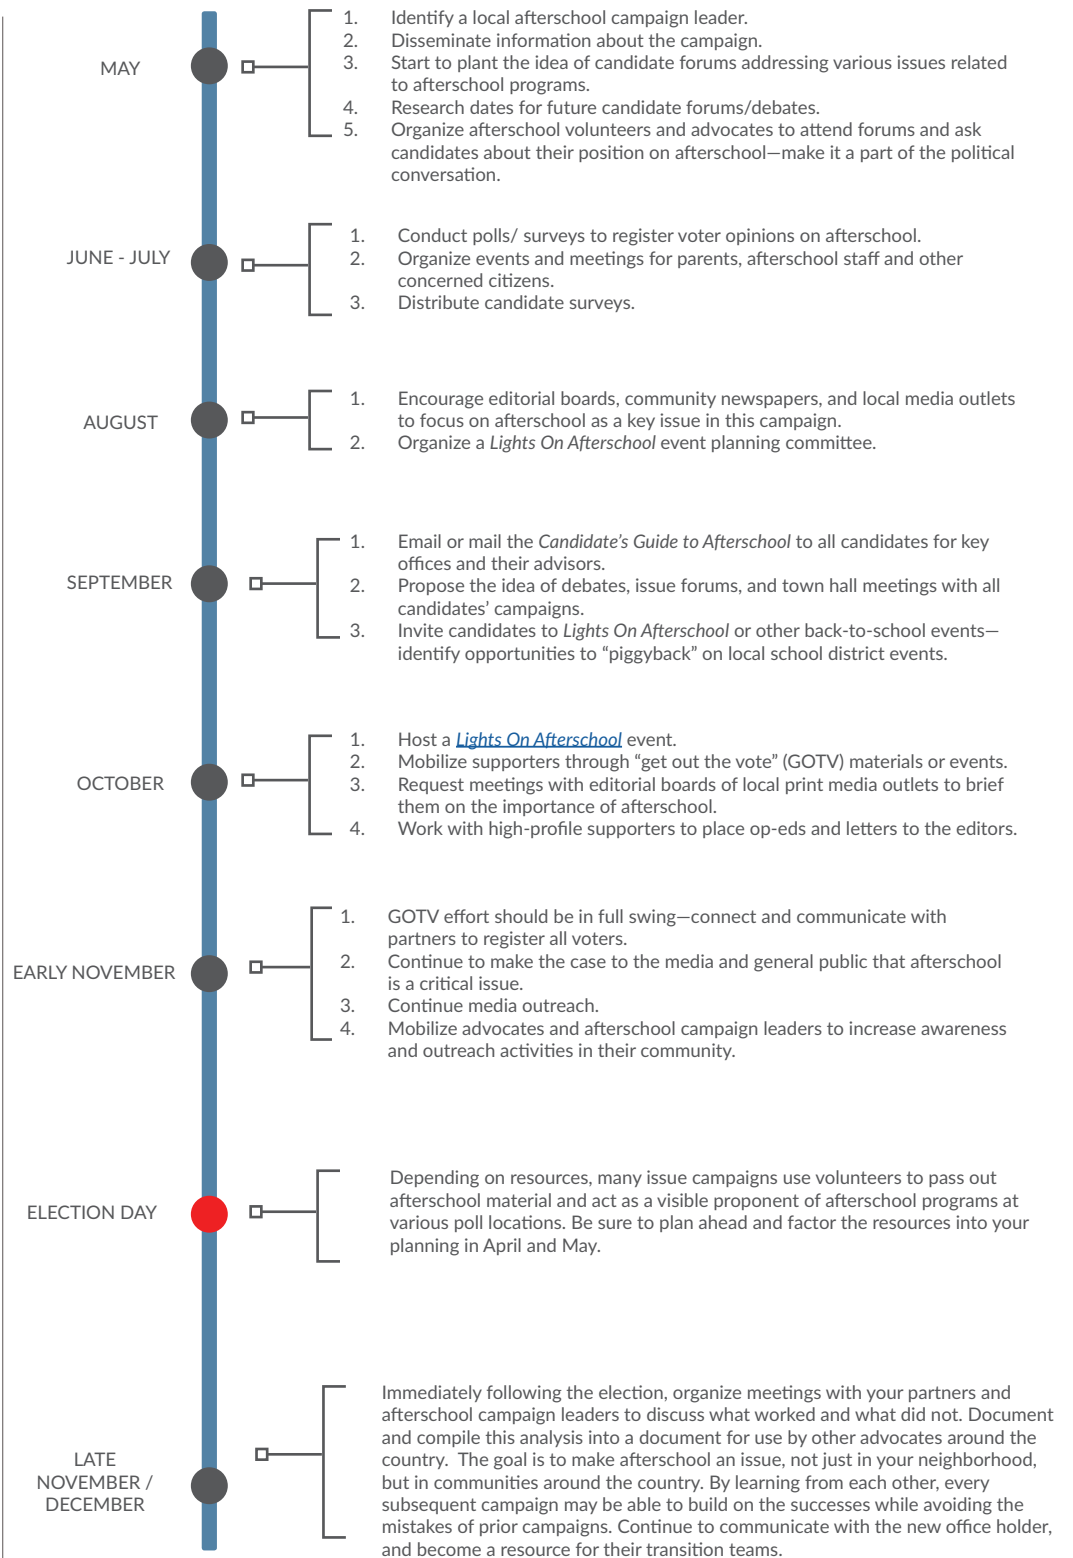 MAY
1. Identify a local afterschool campaign leader.
2. Disseminate information about the campaign.
3. Start to plant the idea of candidate forums addressing various issues related
to afterschool programs.
4. Research dates for future candidate forums/debates.
5. Organize afterschool volunteers and advocates to attend forums and ask
candidates about their position on afterschool—make it a part of the political
conversation.
JUNE - JULY
1. Conduct polls/ surveys to register voter opinions on afterschool.
2. Organize events and meetings for parents, afterschool staff and other
concerned citizens.
3. Distribute candidate surveys.
AUGUST
1. Encourage editorial boards, community newspapers, and local media outlets
to focus on afterschool as a key issue in this campaign.
2. Organize a Lights On Afterschool event planning committee.
SEPTEMBER
1. Email or mail the Candidate's Guide to Afterschool to all candidates for key
offices and their advisors.
2. Propose the idea of debates, issue forums, and town hall meetings with all
candidates' campaigns.
3. Invite candidates to Lights On Afterschool or other back-to-school events—
identify opportunities to “piggyback” on local school district events.
OCTOBER
1. Host a Lights On Afterschool event.
2. Mobilize supporters through “get out the vote” (GOTV) materials or events.
3. Request meetings with editorial boards of local print media outlets to brief
them on the importance of afterschool.
4. Work with high-profile supporters to place op-eds and letters to the editors.
EARLY NOVEMBER
1. GOTV effort should be in full swing—connect and communicate with
partners to register all voters.
2. Continue to make the case to the media and general public that afterschool
is a critical issue.
3. Continue media outreach.
4. Mobilize advocates and afterschool campaign leaders to increase awareness
and outreach activities in their community.
ELECTION DAY
Depending on resources, many issue campaigns use volunteers to pass out
afterschool material and act as a visible proponent of afterschool programs at
various poll locations. Be sure to plan ahead and factor the resources into your
planning in April and May.
LATE
NOVEMBER /
DECEMBER
Immediately following the election, organize meetings with your partners and
afterschool campaign leaders to discuss what worked and what did not. Document
and compile this analysis into a document for use by other advocates around the
country. The goal is to make afterschool an issue, not just in your neighborhood,
but in communities around the country. By learning from each other, every
subsequent campaign may be able to build on the successes while avoiding the
mistakes of prior campaigns. Continue to communicate with the new office holder,
and become a resource for their transition teams.